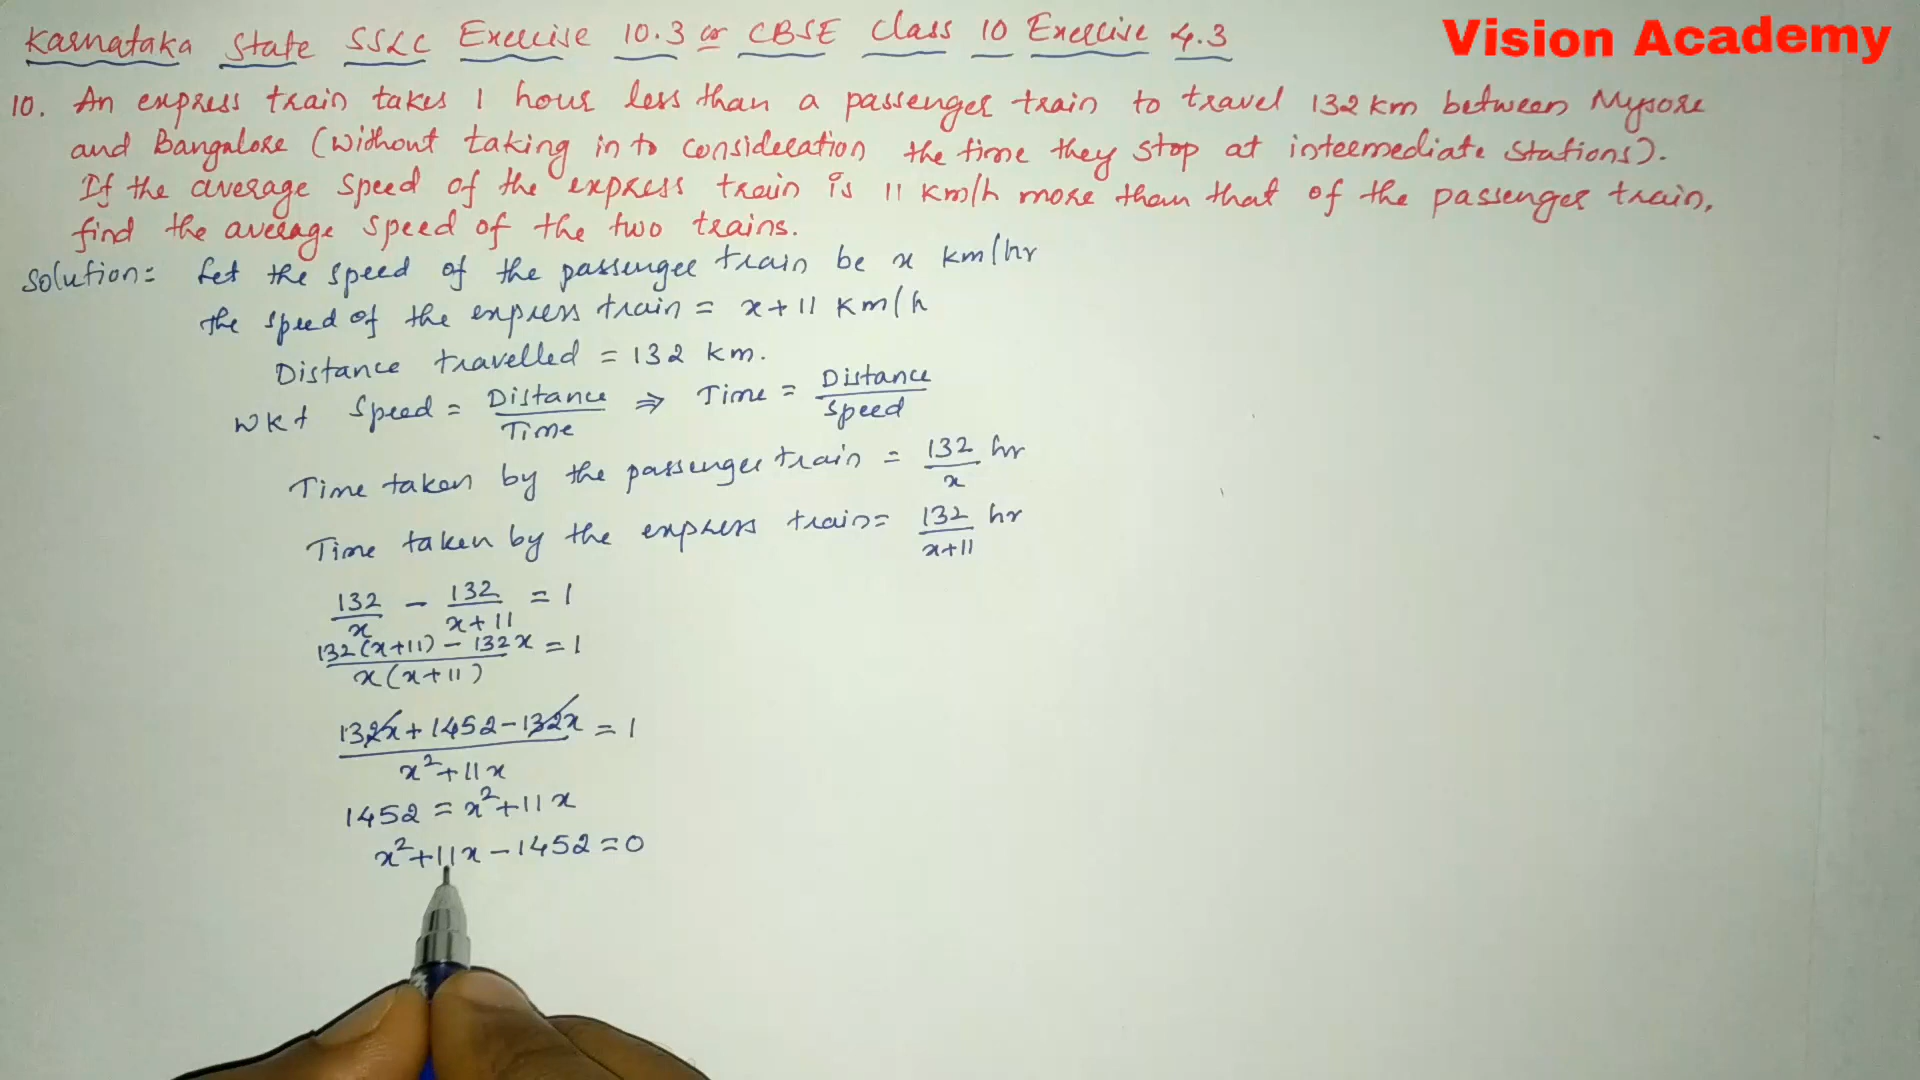 Karnataka State SSLC Exercise 10.3 or CBSE Class 10 Exercise 4.3
Vision Academy
10. An express train takes 1 hour less than a passenger train to travel 132 km between Mysore
and Bangalore (without taking in to consideration the time they stop at intermediate stations).
If the average speed of the express train is 11 km/h more than that of the passenger train,
find the average speed of the two trains.
Solution:- Let the speed of the passenger train be x km/hr
The speed of the express train = x+11 km/h
Distance travelled = 132 km.
WKT Speed = Distance/Time ⇒ Time = Distance/Speed
Time taken by the passenger train = 132/x hr
Time taken by the express train = 132/x+11 hr
132/x - 132/x+11 = 1
132(x+11) - 132x / x(x+11) = 1
132x + 1452 - 132x / x²+11x = 1
1452 = x²+11x
x²+11x-1452=0